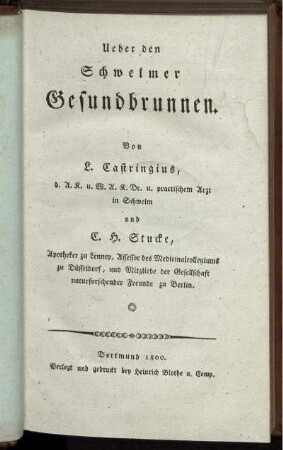 Ueber den
Schwelmer
Gesundbrunnen.
Von
L. Castringius,
d. A. K. u. W. A. K. Dr. u. practischem Arzt
in Schwelm
und
C. H. Stucke,
Apotheker zu Lennep, Assessor des Medicinalcollegiums
zu Düsseldorf, und Mitgliede der Gesellschaft
naturforschender Freunde zu Berlin.
Dortmund 1800.
Verlegt und gedruckt bey Heinrich Blothe u. Comp.